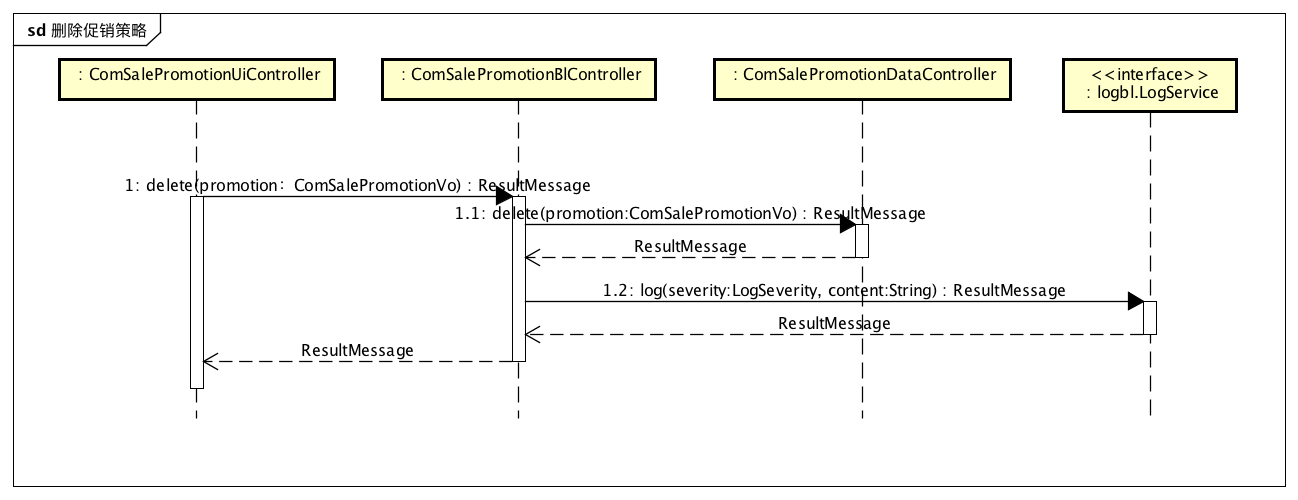 sd 删除促销策略
: ComSalePromotionUiController
: ComSalePromotionBlController
: ComSalePromotionDataController
<<interface>>
: logbl.LogService
1: delete(promotion：ComSalePromotionVo) : ResultMessage
1.1: delete(promotion:ComSalePromotionVo) : ResultMessage
ResultMessage
1.2: log(severity:LogSeverity, content:String) : ResultMessage
ResultMessage
ResultMessage